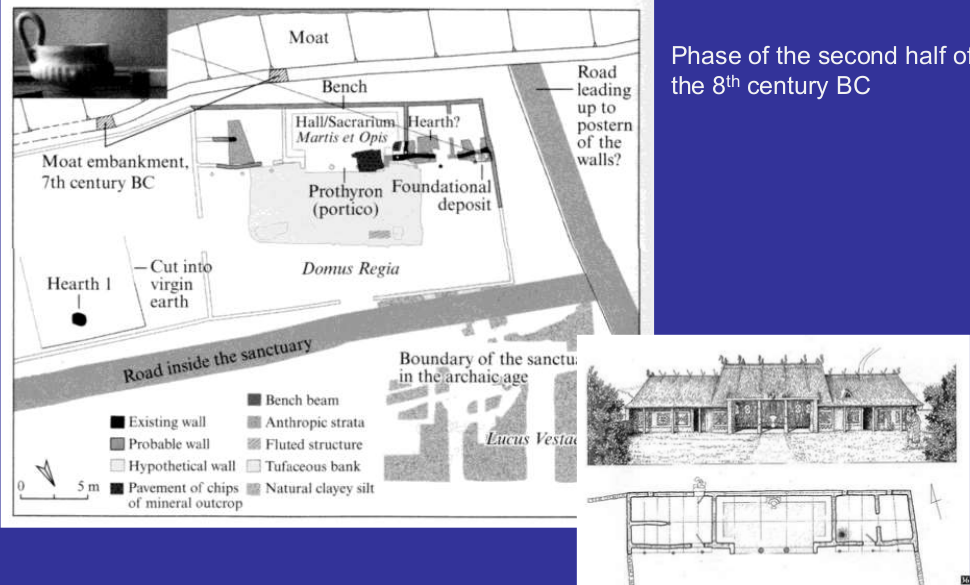 Phase of the second half of
the 8th century BC
Moat
Bench
Road
leading
up to
postern
of the
walls?
Hall/Sacrarium
Martis et Opis
Hearth?
Moat embankment,
7th century BC
Prothyron
(portico)
Foundational
deposit
Domus Regia
Cut into
virgin
earth
Hearth 1
Road inside the sanctuary
Boundary of the sanctu
in the archaic age
Lucus Vestae
Existing wall
Probable wall
Hypothetical wall
Pavement of chips
of mineral outcrop
Bench beam
Anthropic strata
Fluted structure
Tufaceous bank
Natural clayey silt
0 5 m